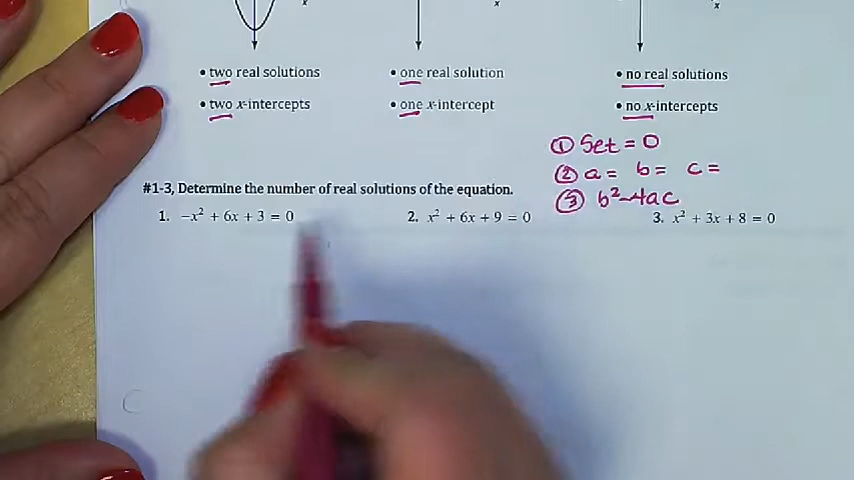 x x x
• two real solutions • one real solution • no real solutions
• two x-intercepts • one x-intercept • no x-intercepts
① Set = 0
② a= b= c=
③ b²-4ac
#1-3, Determine the number of real solutions of the equation.
1. −x² + 6x + 3 = 0 2. x² + 6x + 9 = 0 3. x² + 3x + 8 = 0